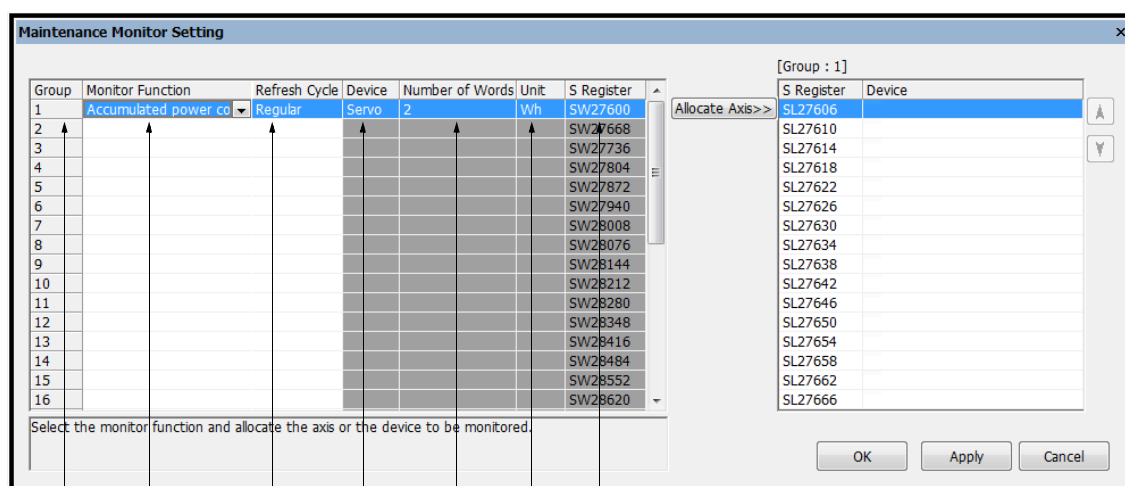 Maintenance Monitor Setting
[Group : 1]
Group Monitor Function Refresh Cycle Device Number of Words Unit S Register
1 Accumulated power co Regular Servo 2 Wh SW27600
2 SW27668
3 SW27736
4 SW27804
5 SW27872
6 SW27940
7 SW28008
8 SW28076
9 SW28144
10 SW28212
11 SW28280
12 SW28348
13 SW28416
14 SW28484
15 SW28552
16 SW28620
Allocate Axis>>
S Register Device
SL27606
SL27610
SL27614
SL27618
SL27622
SL27626
SL27630
SL27634
SL27638
SL27642
SL27646
SL27650
SL27654
SL27658
SL27662
SL27666
Select the monitor function and allocate the axis or the device to be monitored.
OK Apply Cancel